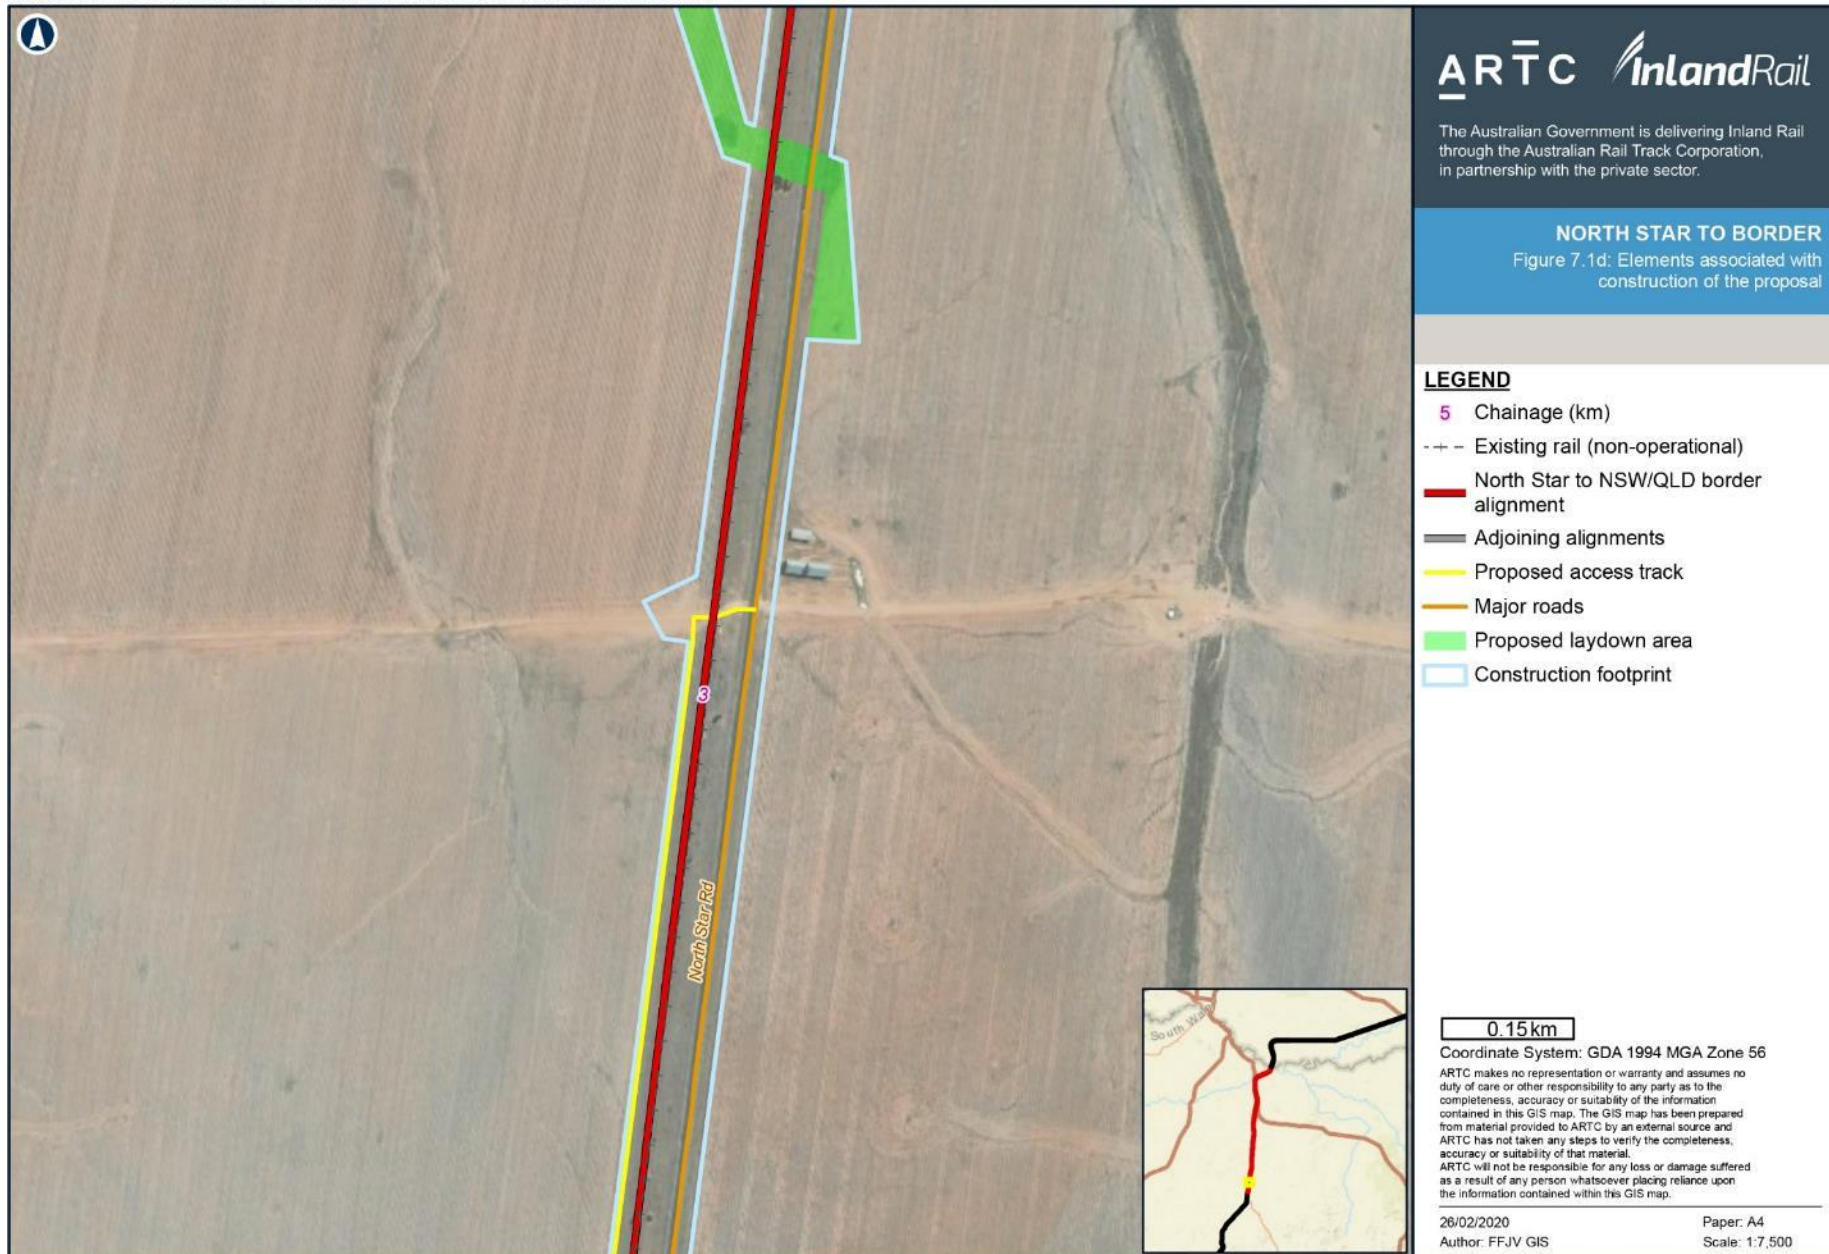 ARTC InlandRail
The Australian Government is delivering Inland Rail
through the Australian Rail Track Corporation,
in partnership with the private sector.
NORTH STAR TO BORDER
Figure 7.1d: Elements associated with
construction of the proposal
LEGEND
5 Chainage (km)
Existing rail (non-operational)
North Star to NSW/QLD border
alignment
Adjoining alignments
Proposed access track
Major roads
Proposed laydown area
Construction footprint
3
North Star Rd
South Wale
0.15km
Coordinate System: GDA 1994 MGA Zone 56
ARTC makes no representation or warranty and assumes no
duty of care or other responsibility to any party as to the
completeness, accuracy or suitability of the information
contained in this GIS map. The GIS map has been prepared
from material provided to ARTC by an external source and
ARTC has not taken any steps to verify the completeness,
accuracy or suitability of that material.
ARTC will not be responsible for any loss or damage suffered
as a result of any person whatsoever placing reliance upon
the information contained within this GIS map.
26/02/2020 Paper: A4
Author: FFJV GIS Scale: 1:7,500